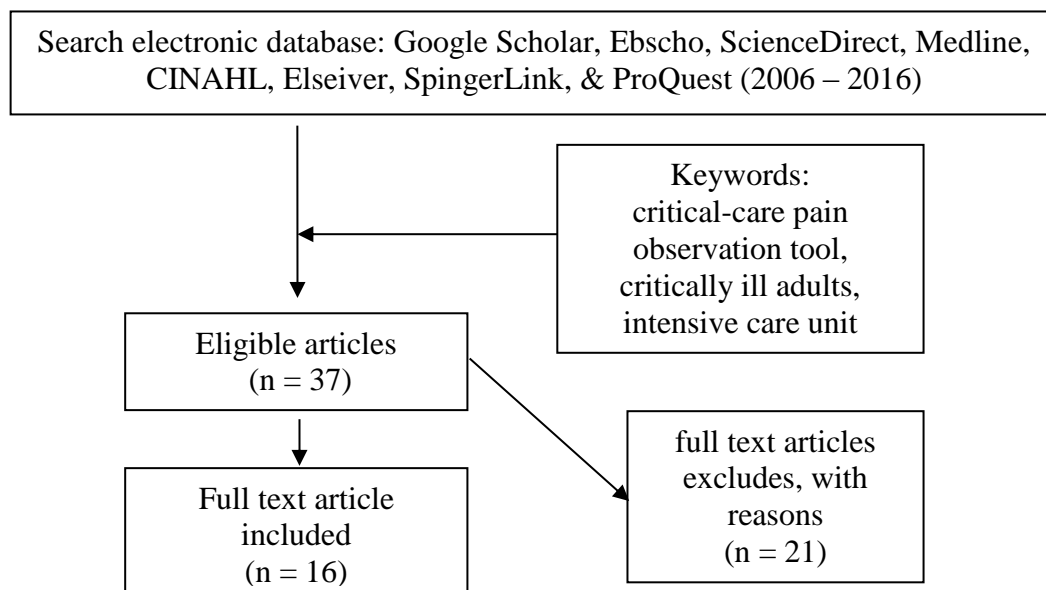 Search electronic database: Google Scholar, Ebscho, ScienceDirect, Medline,
CINAHL, Elseiver, SpingerLink, & ProQuest (2006 – 2016)
Keywords:
critical-care pain
observation tool,
critically ill adults,
intensive care unit
Eligible articles
(n = 37)
full text articles
excludes, with
reasons
(n = 21)
Full text article
included
(n = 16)